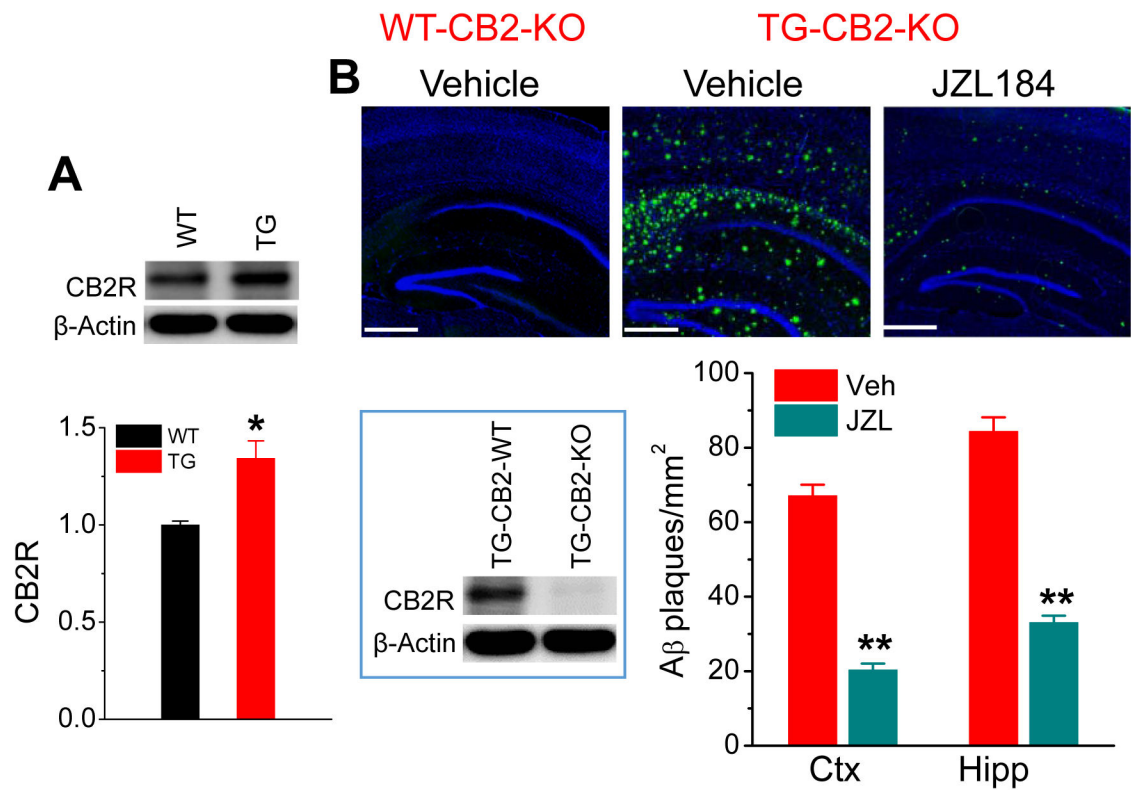 WT-CB2-KO TG-CB2-KO
B Vehicle Vehicle JZL184
A
WT TG
CB2R
β-Actin
WT
TG
CB2R
1.5
1.0
0.5
0.0
*
TG-CB2-WT TG-CB2-KO
CB2R
β-Actin
Veh
JZL
Aβ plaques/mm²
100
80
60
40
20
0
** **
Ctx Hipp